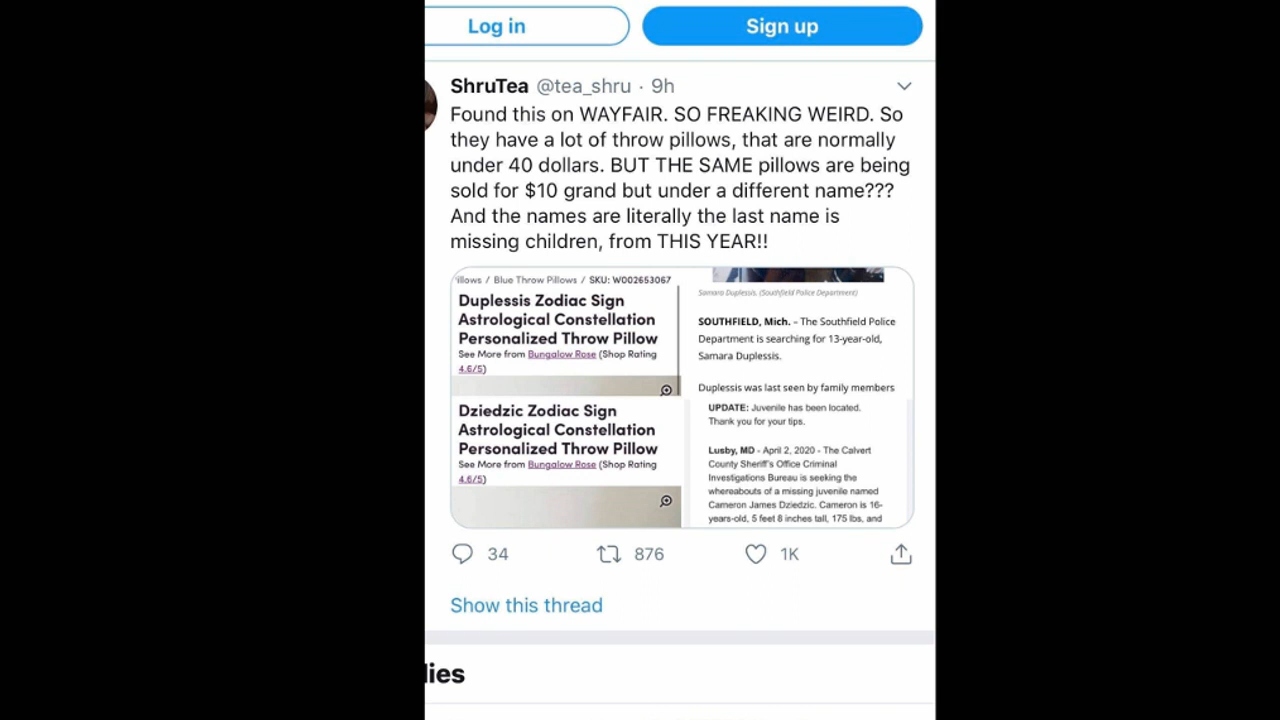 Log in
Sign up
ShruTea @tea_shru · 9h
Found this on WAYFAIR. SO FREAKING WEIRD. So
they have a lot of throw pillows, that are normally
under 40 dollars. BUT THE SAME pillows are being
sold for $10 grand but under a different name???
And the names are literally the last name is
missing children, from THIS YEAR!!
illows / Blue Throw Pillows / SKU: W002653067
Duplessis Zodiac Sign
Astrological Constellation
Personalized Throw Pillow
See More from Bungalow Rose (Shop Rating
4.6/5)
Dziedzic Zodiac Sign
Astrological Constellation
Personalized Throw Pillow
See More from Bungalow Rose (Shop Rating
4.6/5)
Samara Duplessis, (Southfield Police Department)
SOUTHFIELD, Mich. – The Southfield Police
Department is searching for 13-year-old,
Samara Duplessis.
Duplessis was last seen by family members
UPDATE: Juvenile has been located.
Thank you for your tips.
Lusby, MD - April 2, 2020 - The Calvert
County Sheriff's Office Criminal
Investigations Bureau is seeking the
whereabouts of a missing juvenile named
Cameron James Dziedzic. Cameron is 16-
years-old, 5 feet 8 inches tall, 175 lbs, and
34
876
1K
Show this thread
lies